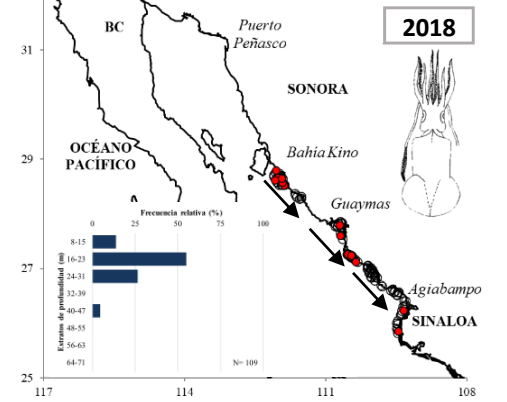 2018
BC
Puerto
Peñasco
31
SONORA
OCÉANO
PACÍFICO
29
Bahía Kino
Guaymas
Frecuencia relativa (%)
0 25 50 75 100
Estratos de profundidad (m)
8-15
16-23
24-31
32-39
40-47
48-55
56-63
64-71
N= 109
27
Agiabampo
SINALOA
25
117 114 111 108